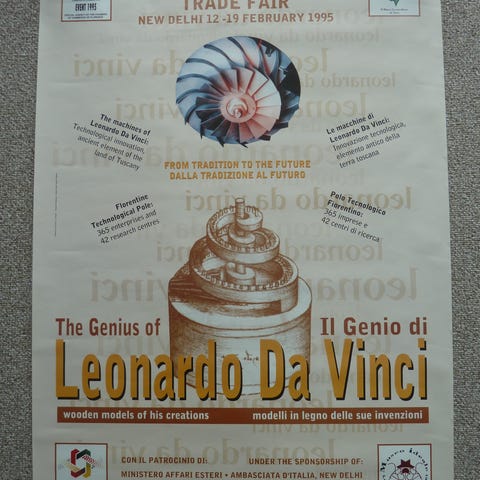 TRADE FAIR
NEW DELHI 12-19 FEBRUARY 1995
EVENT 1995
The machines of
Leonardo Da Vinci:
Technological innovation,
ancient element of the
land of Tuscany
Le macchine di
Leonardo Da Vinci:
Innovazione tecnologica,
elemento antico della
terra toscana
FROM TRADITION TO THE FUTURE
DALLA TRADIZIONE AL FUTURO
Florentine
Technological Pole:
365 enterprises and
42 research centres
Polo Tecnologico
Fiorentino:
365 imprese e
42 centri di ricerca
The Genius of
Il Genio di
Leonardo Da Vinci
wooden models of his creations
modelli in legno delle sue invenzioni
CON IL PATROCINIO DI:
UNDER THE SPONSORSHIP OF:
MINISTERO AFFARI ESTERI • AMBASCIATA D'ITALIA, NEW DELHI